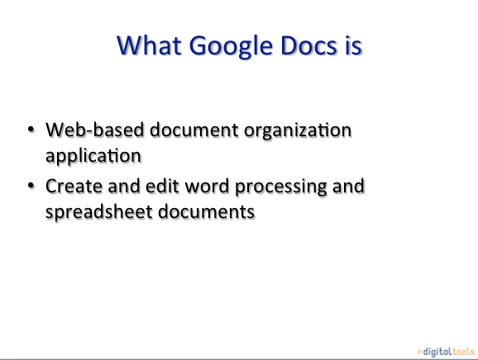 What Google Docs is
• Web-based document organization
application
• Create and edit word processing and
spreadsheet documents
digitaltools